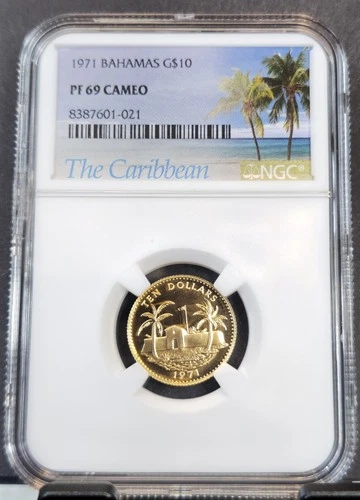 1971 BAHAMAS G$10
PF 69 CAMEO
8387601-021
The Caribbean
NGC
TEN DOLLARS
1971